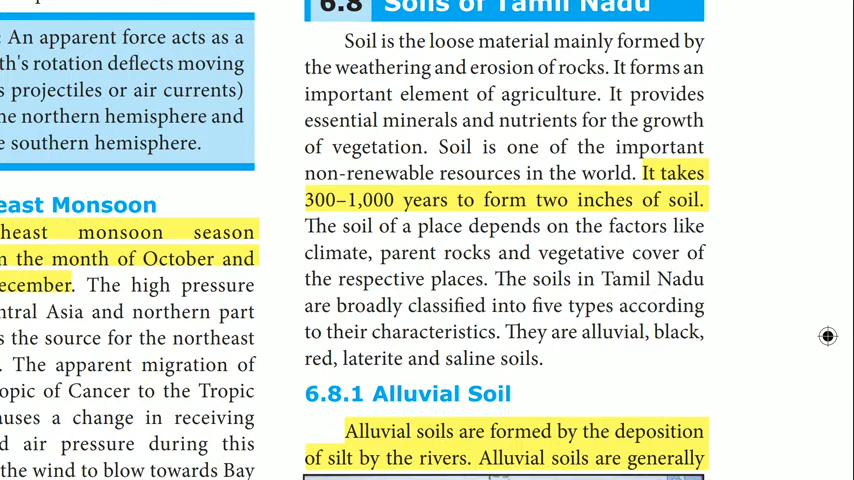 : An apparent force acts as a
th's rotation deflects moving
s projectiles or air currents)
ne northern hemisphere and
e southern hemisphere.
east Monsoon
heast monsoon season
n the month of October and
ecember. The high pressure
ntral Asia and northern part
s the source for the northeast
. The apparent migration of
opic of Cancer to the Tropic
auses a change in receiving
d air pressure during this
the wind to blow towards Bay
6.8 Soils of Tamil Nadu
Soil is the loose material mainly formed by
the weathering and erosion of rocks. It forms an
important element of agriculture. It provides
essential minerals and nutrients for the growth
of vegetation. Soil is one of the important
non-renewable resources in the world. It takes
300–1,000 years to form two inches of soil.
The soil of a place depends on the factors like
climate, parent rocks and vegetative cover of
the respective places. The soils in Tamil Nadu
are broadly classified into five types according
to their characteristics. They are alluvial, black,
red, laterite and saline soils.
6.8.1 Alluvial Soil
Alluvial soils are formed by the deposition
of silt by the rivers. Alluvial soils are generally